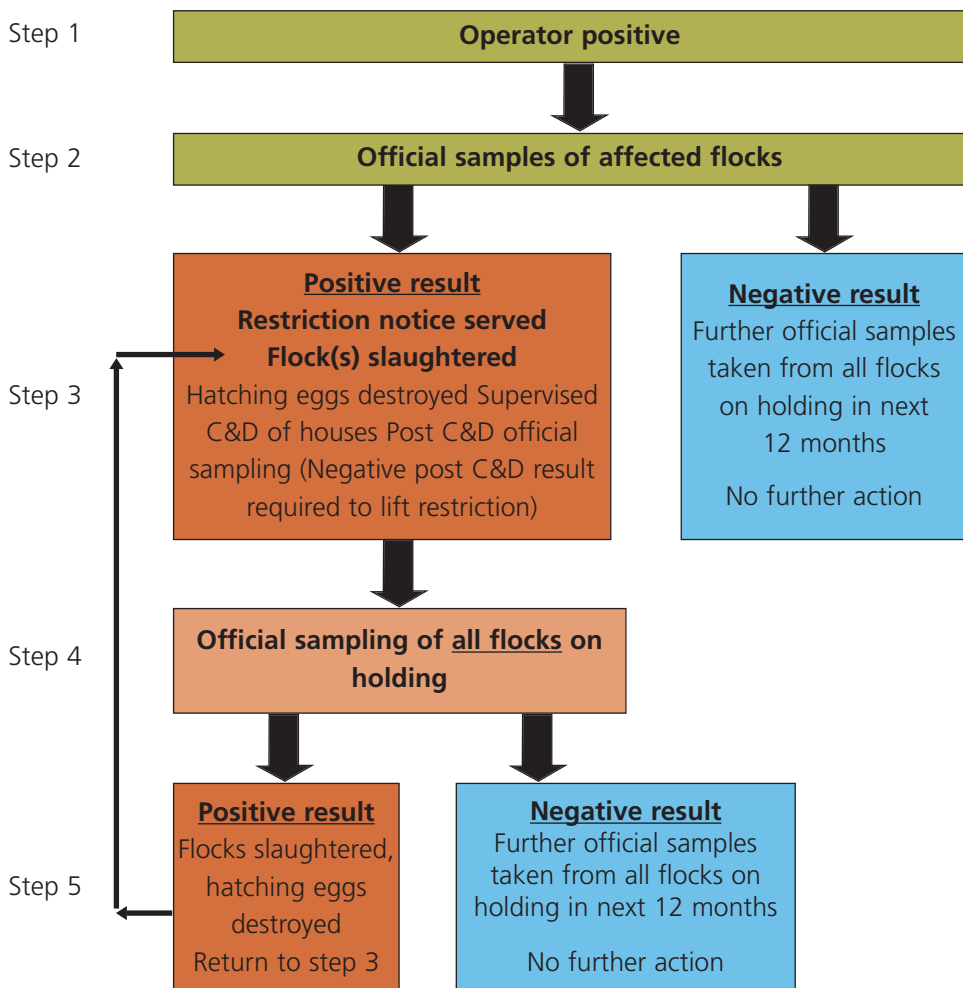 Step 1
Operator positive
Step 2
Official samples of affected flocks
Step 3
Positive result
Restriction notice served
Flock(s) slaughtered
Hatching eggs destroyed Supervised
C&D of houses Post C&D official
sampling (Negative post C&D result
required to lift restriction)
Negative result
Further official samples
taken from all flocks
on holding in next
12 months
No further action
Step 4
Official sampling of all flocks on
holding
Step 5
Positive result
Flocks slaughtered,
hatching eggs
destroyed
Return to step 3
Negative result
Further official samples
taken from all flocks on
holding in next 12 months
No further action